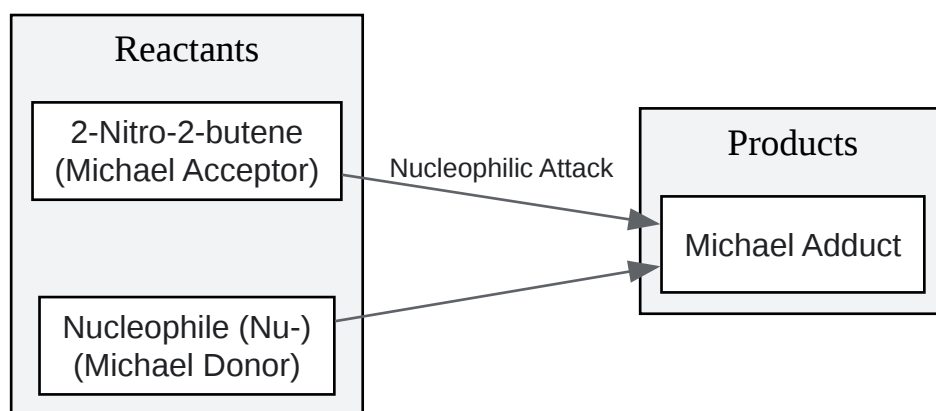 Reactants
2-Nitro-2-butene
(Michael Acceptor)
Nucleophilic Attack
Nucleophile (Nu-)
(Michael Donor)
Products
Michael Adduct